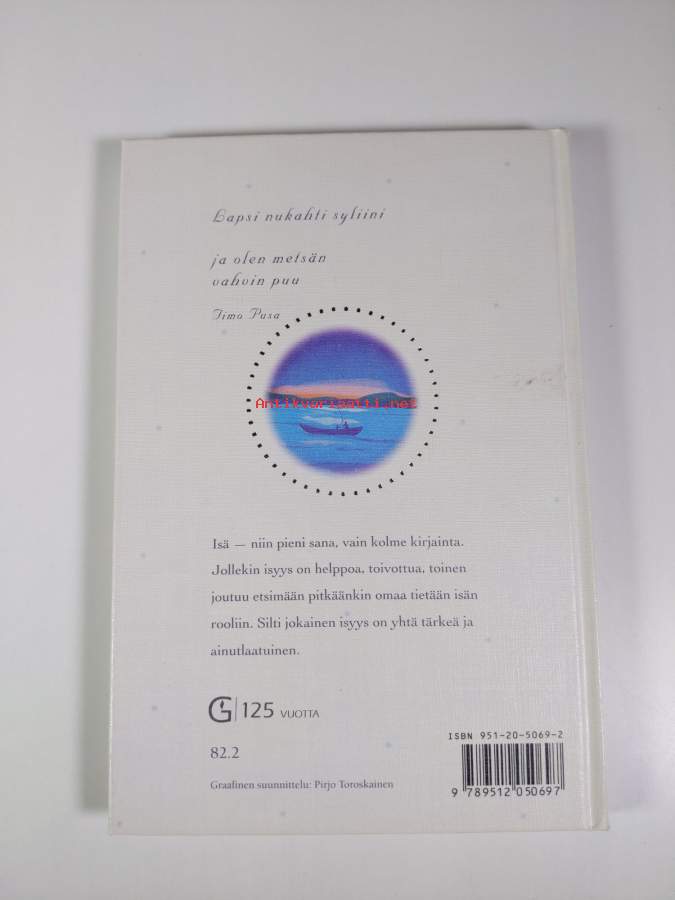 Lapsi nukahti syliini
ja olen metsän
vahvin puu
Timo Pusa
Antikvariaatti.net
Isä — niin pieni sana, vain kolme kirjainta.
Jollekin isyys on helppoa, toivottua, toinen
joutuu etsimään pitkäänkin omaa tietään isän
rooliin. Silti jokainen isyys on yhtä tärkeä ja
ainutlaatuinen.
G 125 VUOTTA
82.2
Graafinen suunnittelu: Pirjo Toroskainen
ISBN 951-20-5069-2
9 789512 050697